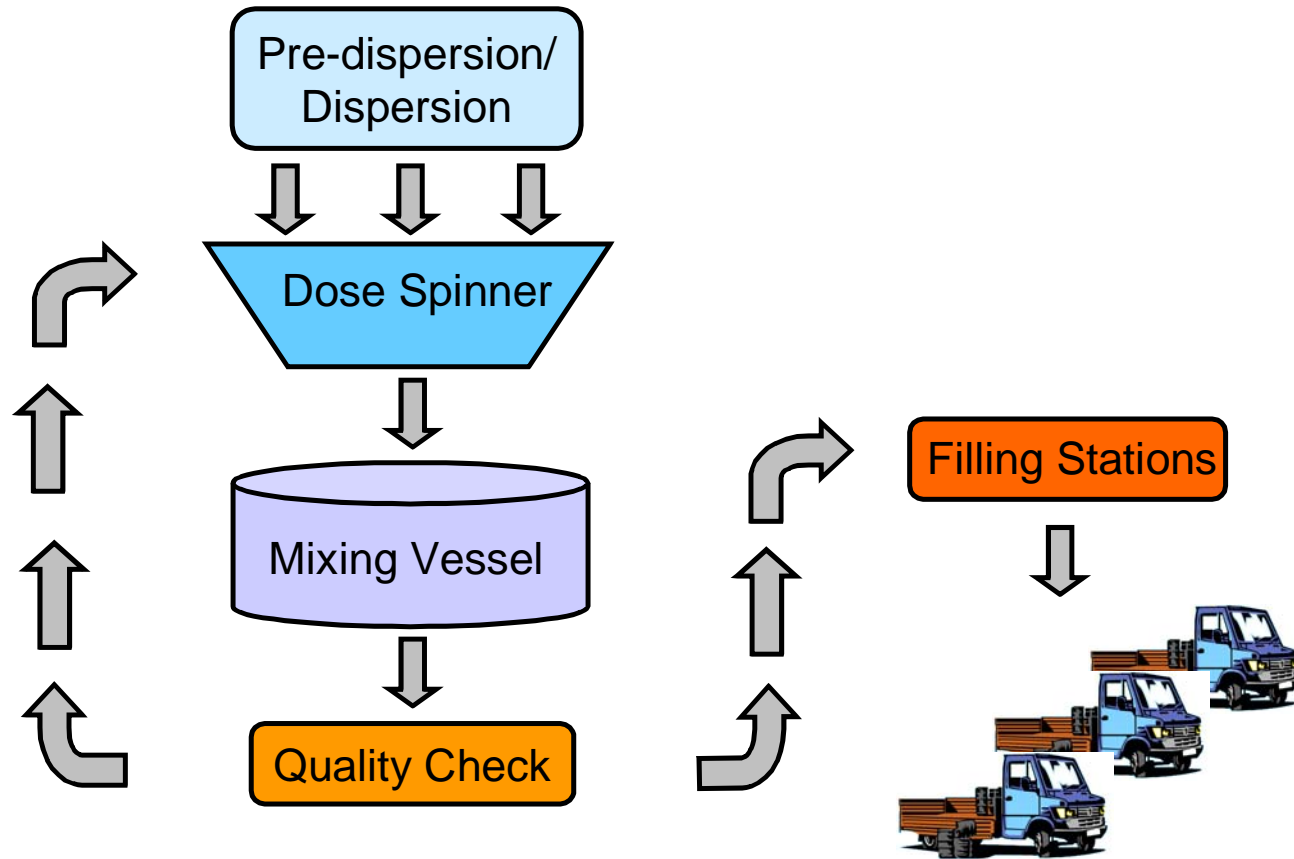 Pre-dispersion/
Dispersion
Dose Spinner
Mixing Vessel
Quality Check
Filling Stations